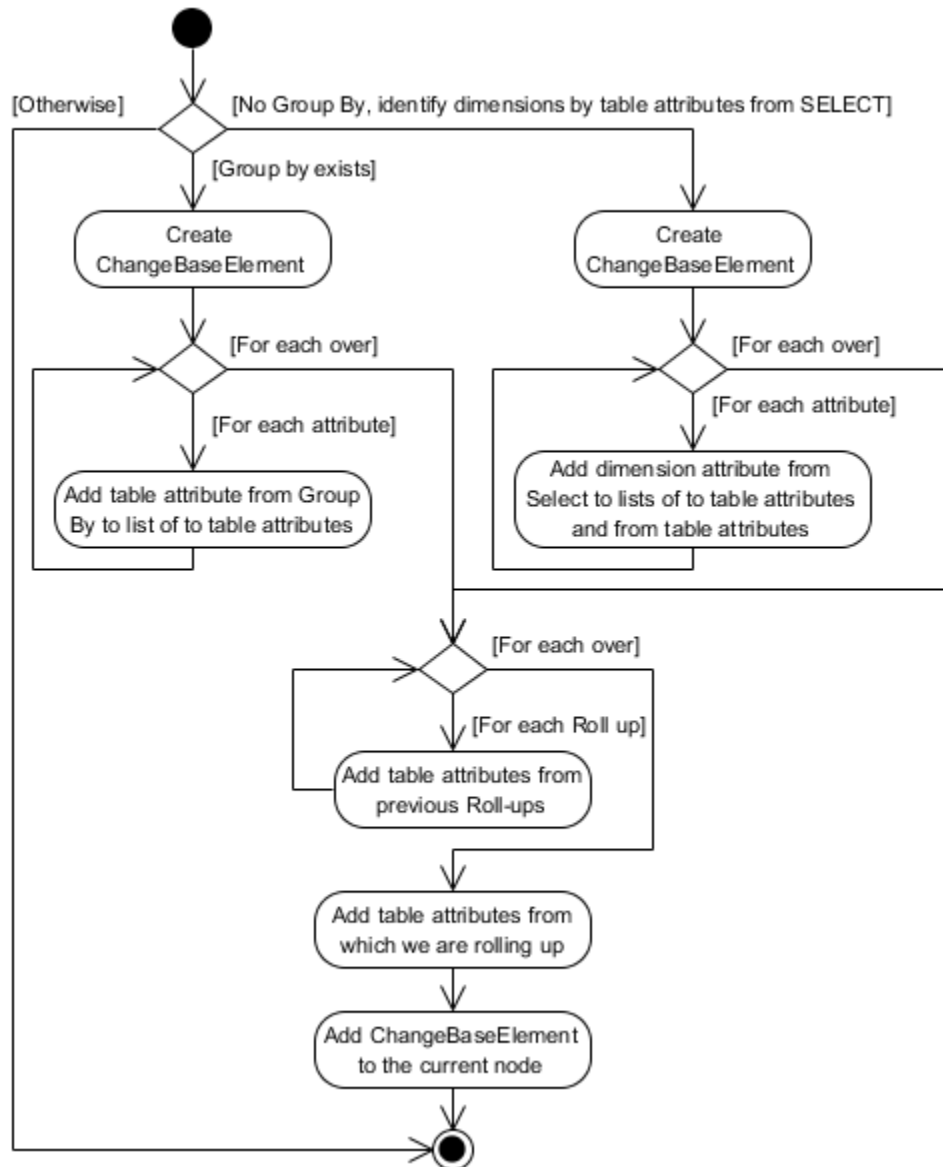 [Otherwise]
[No Group By, identify dimensions by table attributes from SELECT]
[Group by exists]
Create
ChangeBaseElement
Create
ChangeBaseElement
[For each over]
[For each over]
[For each attribute]
[For each attribute]
Add table attribute from Group
By to list of to table attributes
Add dimension attribute from
Select to lists of to table attributes
and from table attributes
[For each over]
[For each Roll up]
Add table attributes from
previous Roll-ups
Add table attributes from
which we are rolling up
Add ChangeBaseElement
to the current node